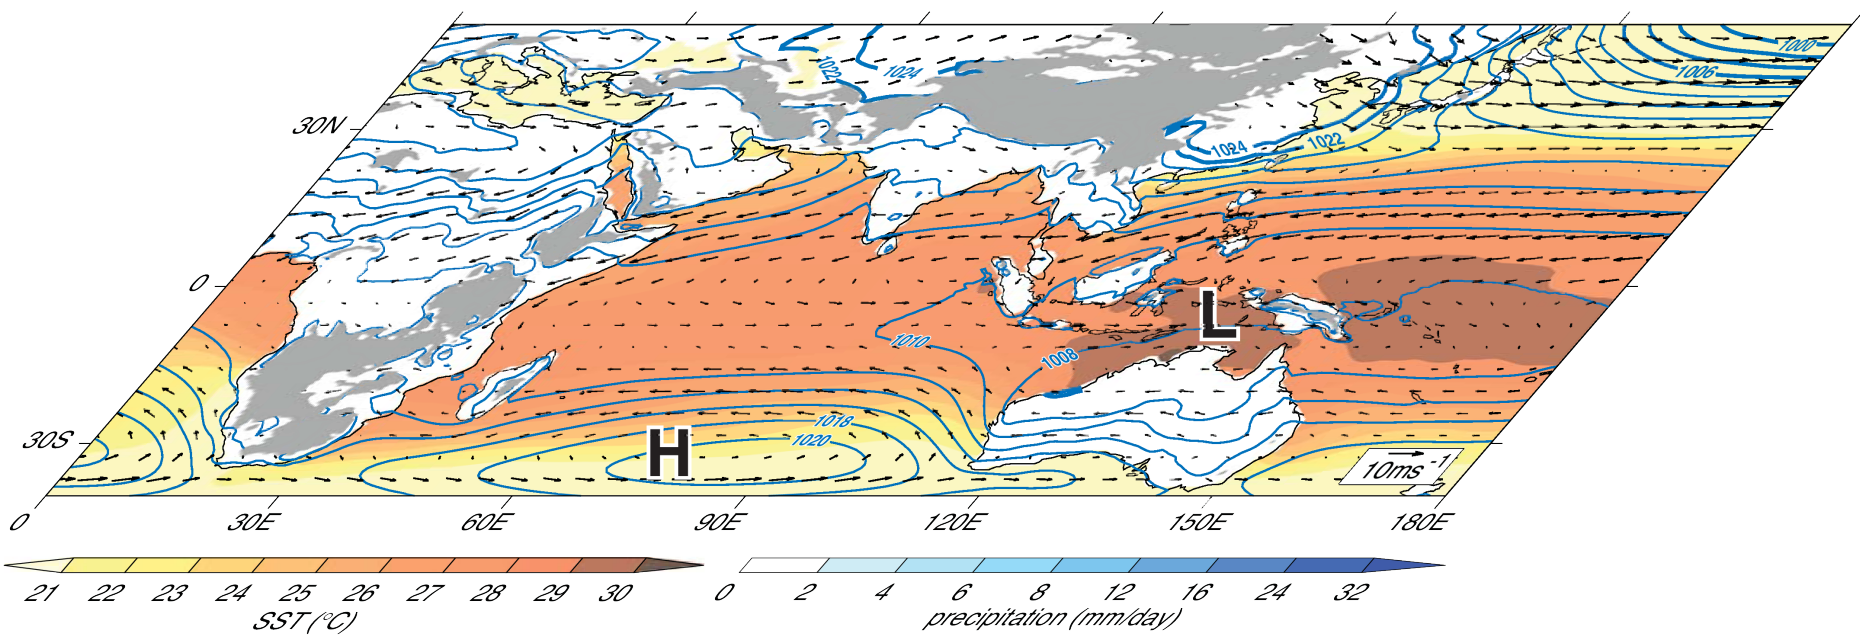 1000
1022
1024
1006
30N
1024
1022
0
L
1010
1008
1018
30S
H
1020
10ms⁻¹
0 30E 60E 90E 120E 150E 180E
21 22 23 24 25 26 27 28 29 30
SST (°C)
0 2 4 6 8 12 16 24 32
precipitation (mm/day)